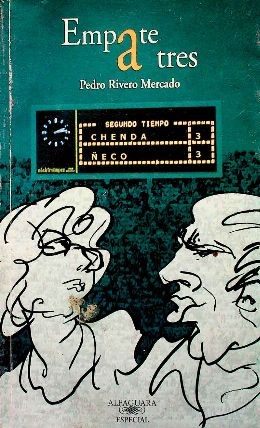 Empate
a tres
Pedro Rivero Mercado
SEGUNDO TIEMPO
CHENDA 3
ÑECO 3
ALFAGUARA
ESPECIAL